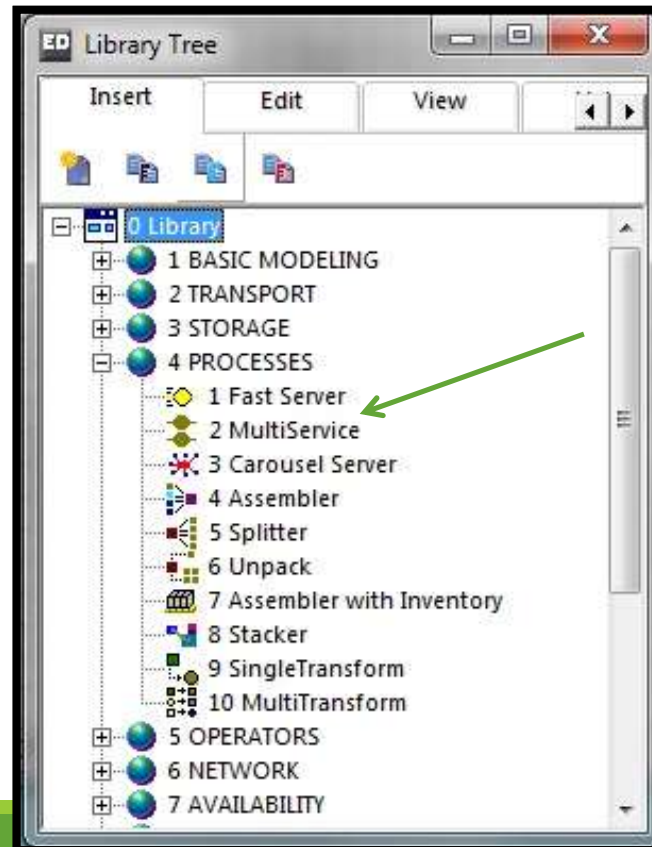 ED Library Tree
Insert Edit View
0 Library
1 BASIC MODELING
2 TRANSPORT
3 STORAGE
4 PROCESSES
1 Fast Server
2 MultiService
3 Carousel Server
4 Assembler
5 Splitter
6 Unpack
7 Assembler with Inventory
8 Stacker
9 SingleTransform
10 MultiTransform
5 OPERATORS
6 NETWORK
7 AVAILABILITY